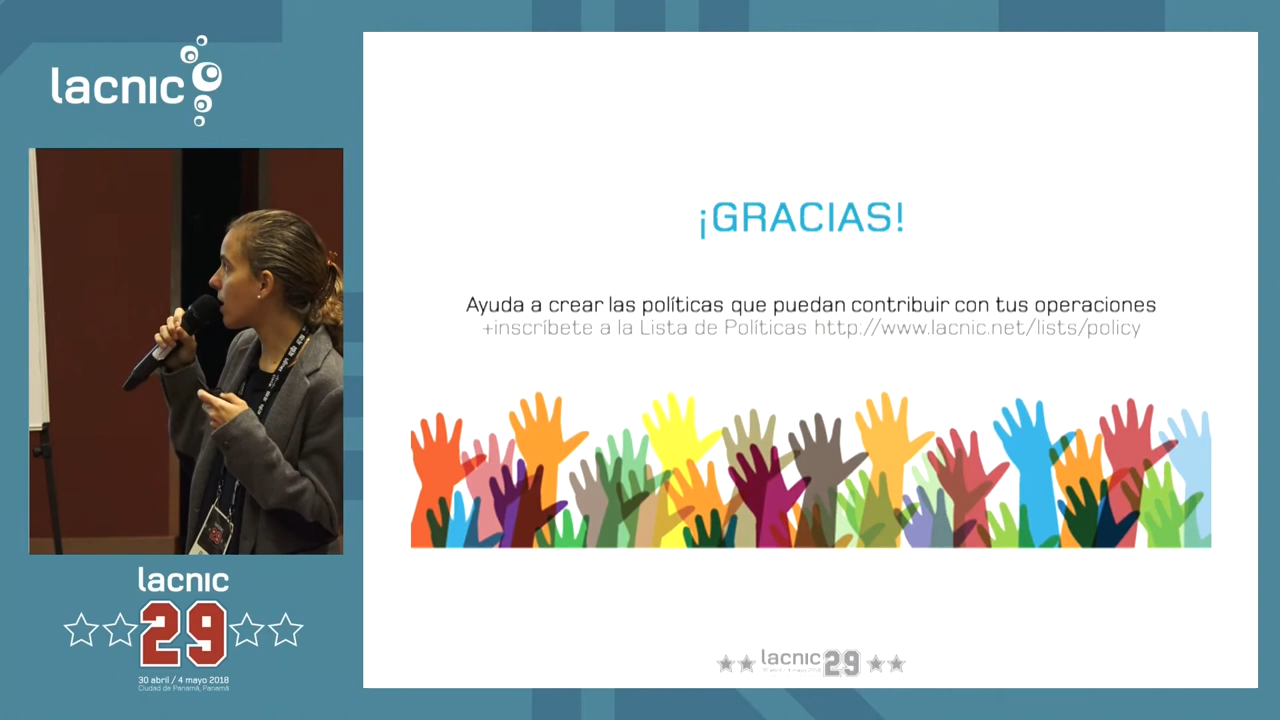 lacnic
lacnic
29
30 abril / 4 mayo 2018
Ciudad de Panamá, Panamá
¡GRACIAS!
Ayuda a crear las políticas que puedan contribuir con tus operaciones
+inscríbete a la Lista de Políticas http://www.lacnic.net/lists/policy
lacnic 29